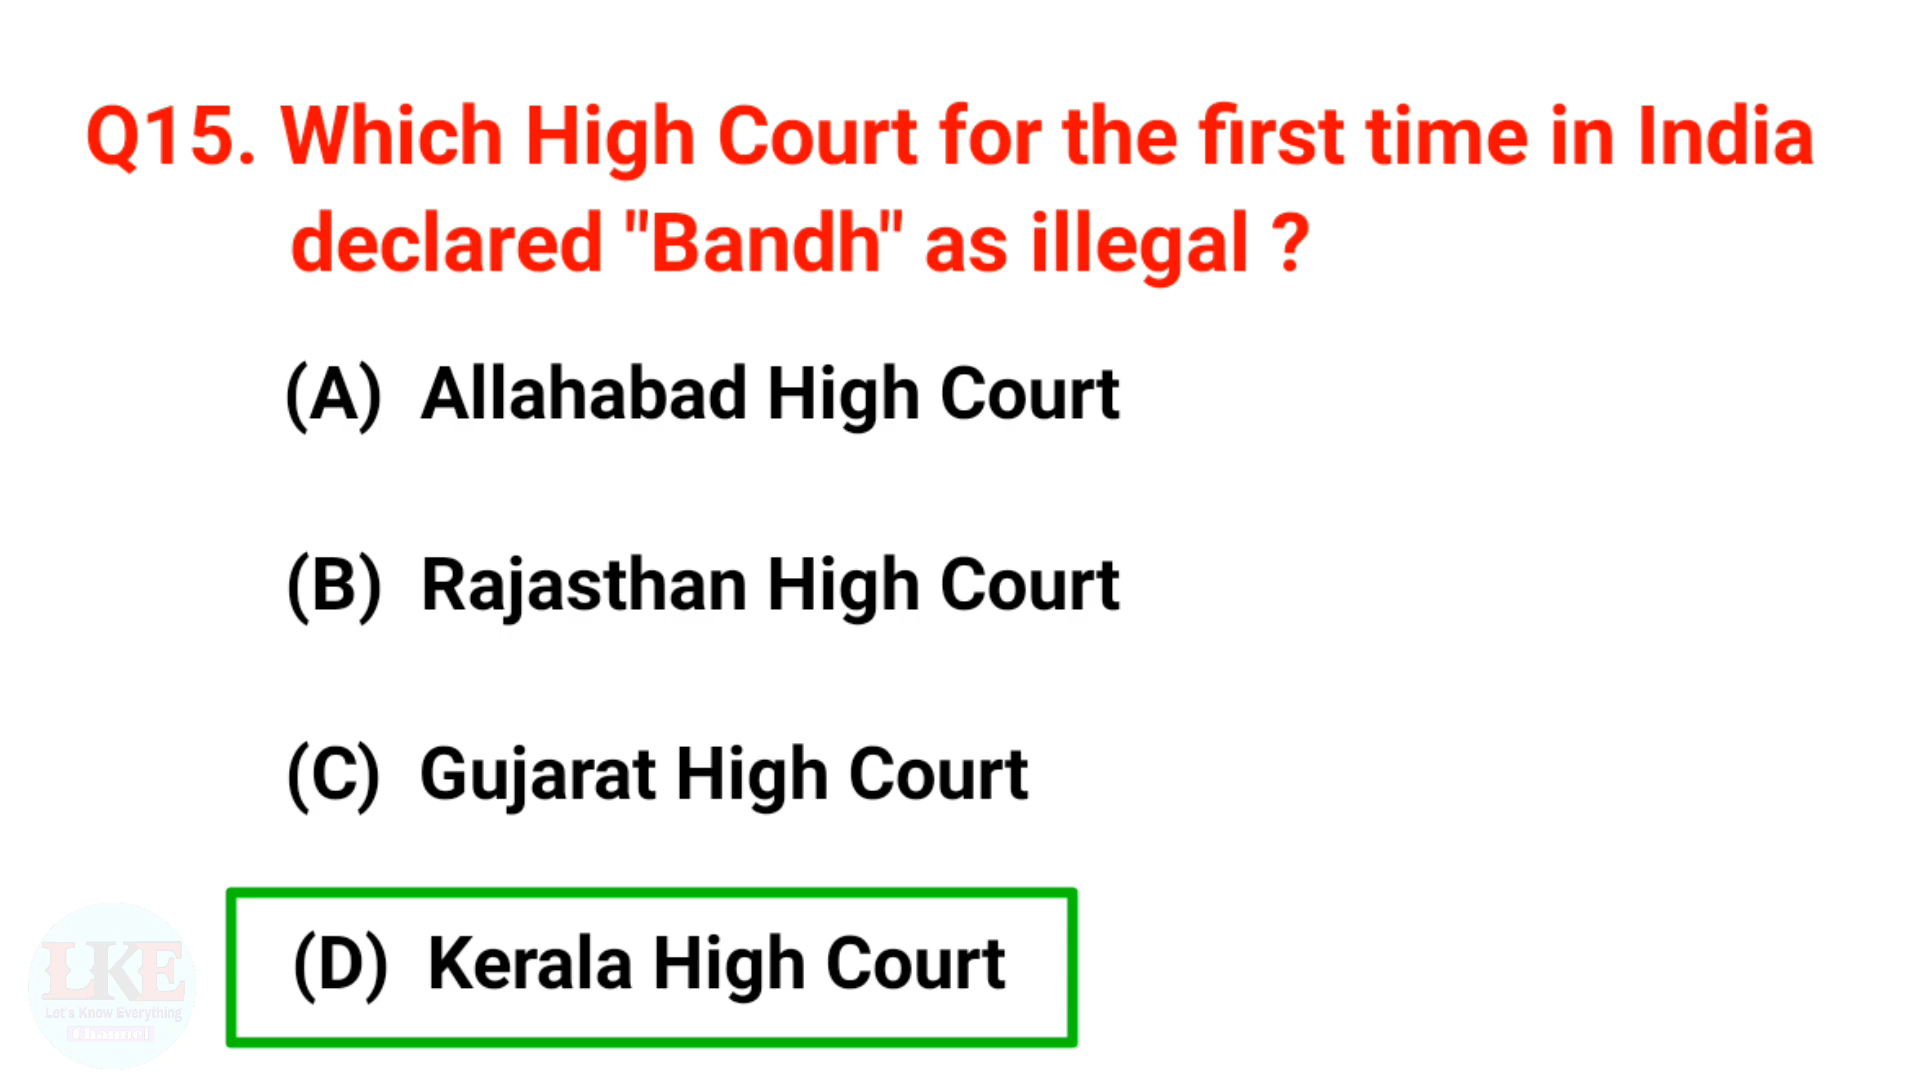 Q15. Which High Court for the first time in India
declared "Bandh" as illegal ?
(A) Allahabad High Court
(B) Rajasthan High Court
(C) Gujarat High Court
(D) Kerala High Court
LKE
Let's Know Everything